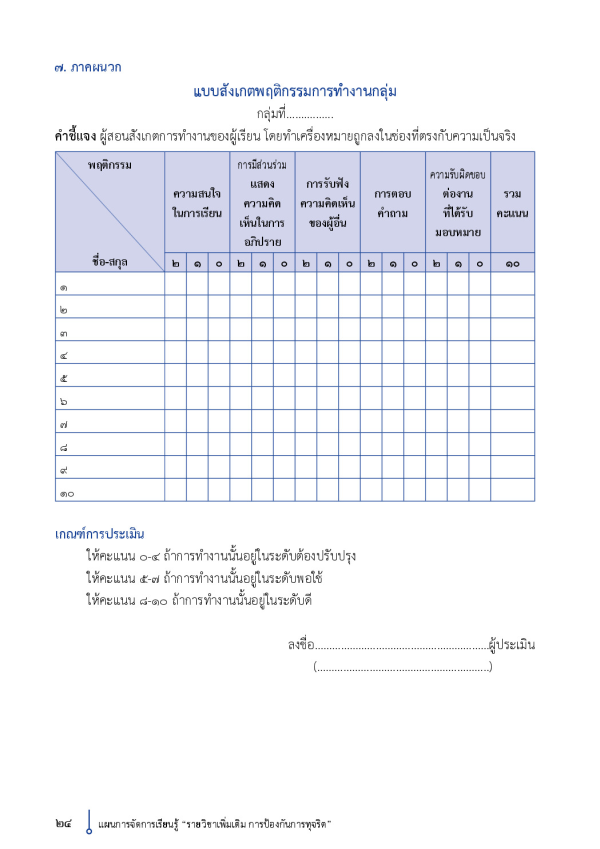 ๗. ภาคผนวก
แบบสังเกตพฤติกรรมการทำงานกลุ่ม
กลุ่มที่...............
คำชี้แจง ผู้สอนสังเกตการทำงานของผู้เรียน โดยทำเครื่องหมายถูกลงในช่องที่ตรงกับความเป็นจริง
พฤติกรรม
ชื่อ-สกุล
ความสนใจ
ในการเรียน
การมีส่วนร่วม
แสดง
ความคิด
เห็นในการ
อภิปราย
การรับฟัง
ความคิดเห็น
ของผู้อื่น
การตอบ
คำถาม
ความรับผิดชอบ
ต่องาน
ที่ได้รับ
มอบหมาย
รวม
คะแนน
๒ ๑ ๐ ๒ ๑ ๐ ๒ ๑ ๐ ๒ ๑ ๐ ๒ ๑ ๐ ๑๐
๑
๒
๓
๔
๕
๖
๗
๘
๙
๑๐
เกณฑ์การประเมิน
ให้คะแนน ๐-๔ ถ้าการทำงานนั้นอยู่ในระดับต้องปรับปรุง
ให้คะแนน ๕-๗ ถ้าการทำงานนั้นอยู่ในระดับพอใช้
ให้คะแนน ๘-๑๐ ถ้าการทำงานนั้นอยู่ในระดับดี
ลงชื่อ............................................................ผู้ประเมิน
(...........................................................)
๒๔ แผนการจัดการเรียนรู้ “รายวิชาเพิ่มเติม การป้องกันการทุจริต”